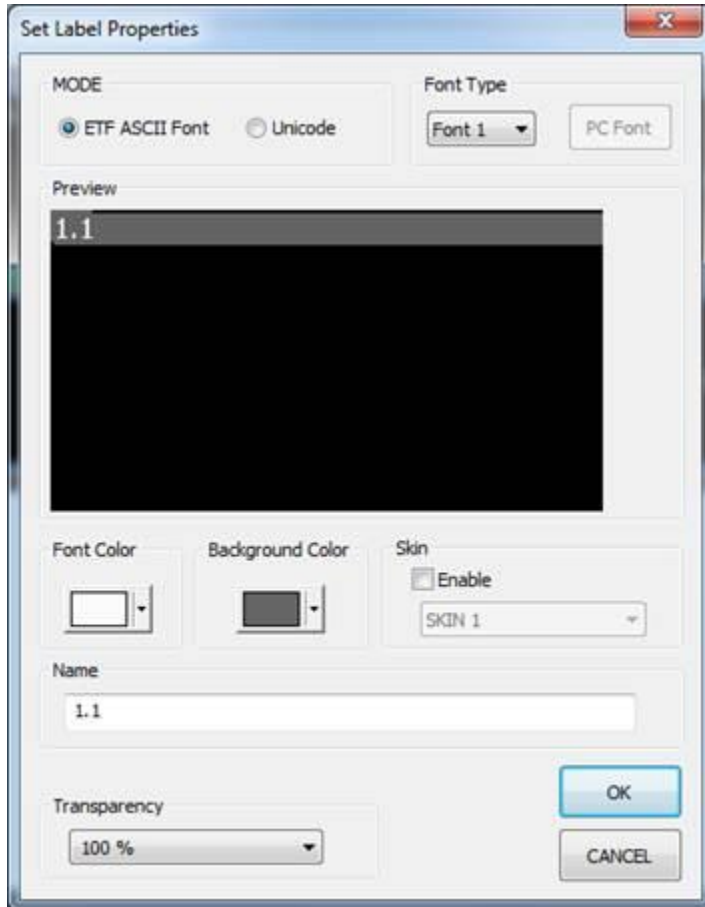 Set Label Properties
MODE
ETF ASCII Font
Unicode
Font Type
Font 1
PC Font
Preview
1.1
Font Color
Background Color
Skin
Enable
SKIN 1
Name
1.1
Transparency
100 %
OK
CANCEL